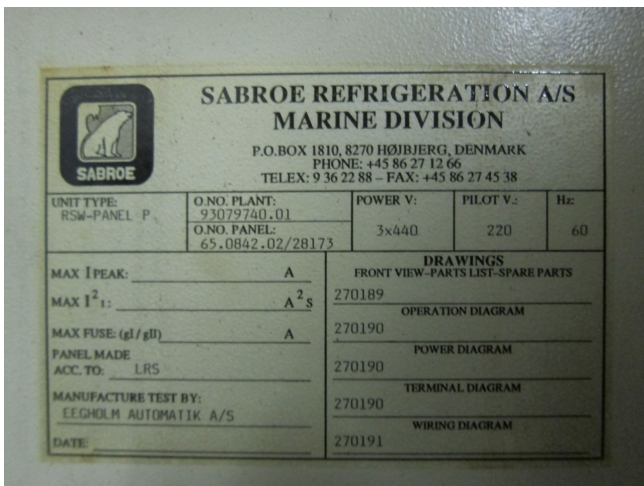 SABROE
SABROE REFRIGERATION A/S
MARINE DIVISION
P.O.BOX 1810, 8270 HØJBJERG, DENMARK
PHONE: +45 86 27 12 66
TELEX: 9 36 22 88 – FAX: +45 86 27 45 38
UNIT TYPE:
RSW-PANEL P
O.NO. PLANT:
93079740.01
O.NO. PANEL:
65.0842.02/28173
POWER V:
3x440
PILOT V.:
220
Hz:
60
MAX I PEAK: A
MAX I²t: A²S
MAX FUSE: (gI/gII) A
PANEL MADE
ACC. TO: LRS
MANUFACTURE TEST BY:
EEGHOLM AUTOMATIK A/S
DATE:
DRAWINGS
FRONT VIEW–PARTS LIST–SPARE PARTS
270189
OPERATION DIAGRAM
270190
POWER DIAGRAM
270190
TERMINAL DIAGRAM
270190
WIRING DIAGRAM
270191